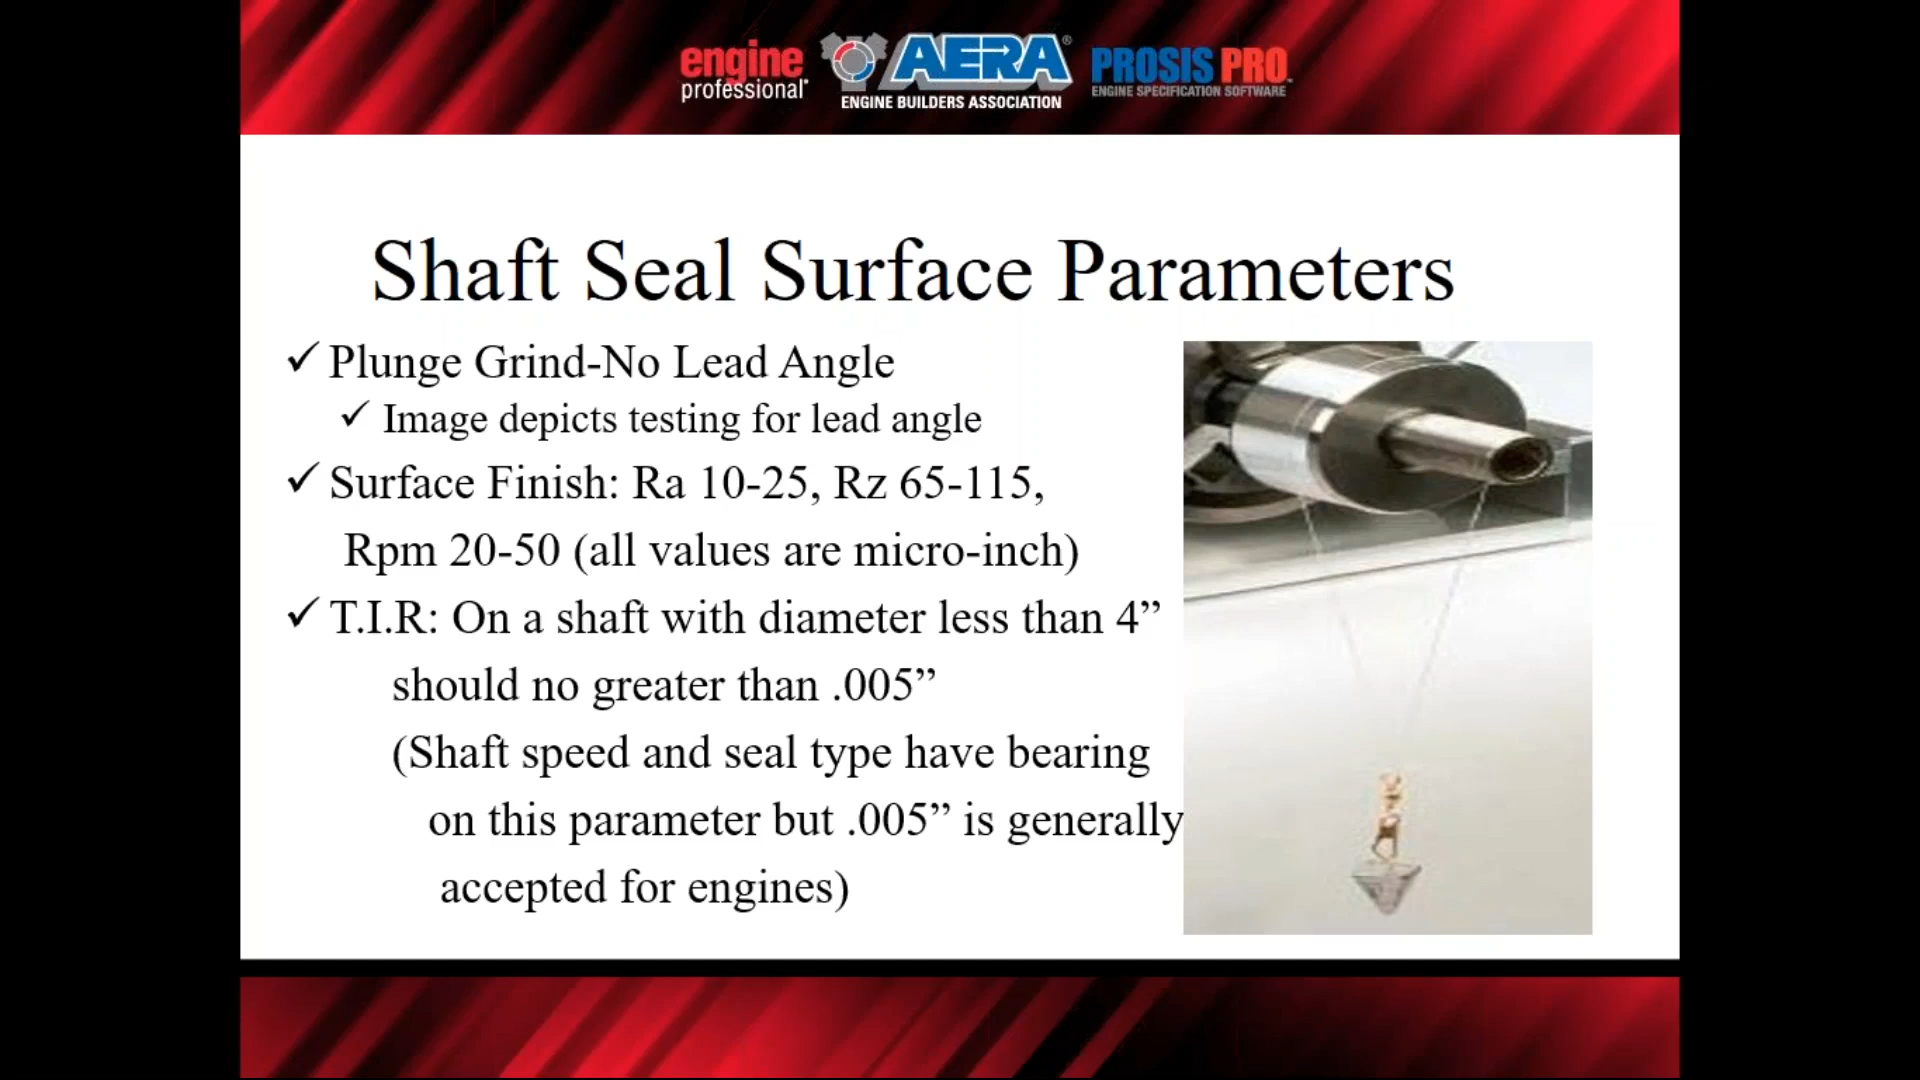 engine
professional
AERA®
ENGINE BUILDERS ASSOCIATION
PROSIS PRO™
ENGINE SPECIFICATION SOFTWARE
Shaft Seal Surface Parameters
✓ Plunge Grind-No Lead Angle
✓ Image depicts testing for lead angle
✓ Surface Finish: Ra 10-25, Rz 65-115,
Rpm 20-50 (all values are micro-inch)
✓ T.I.R: On a shaft with diameter less than 4”
should no greater than .005”
(Shaft speed and seal type have bearing
on this parameter but .005” is generally
accepted for engines)